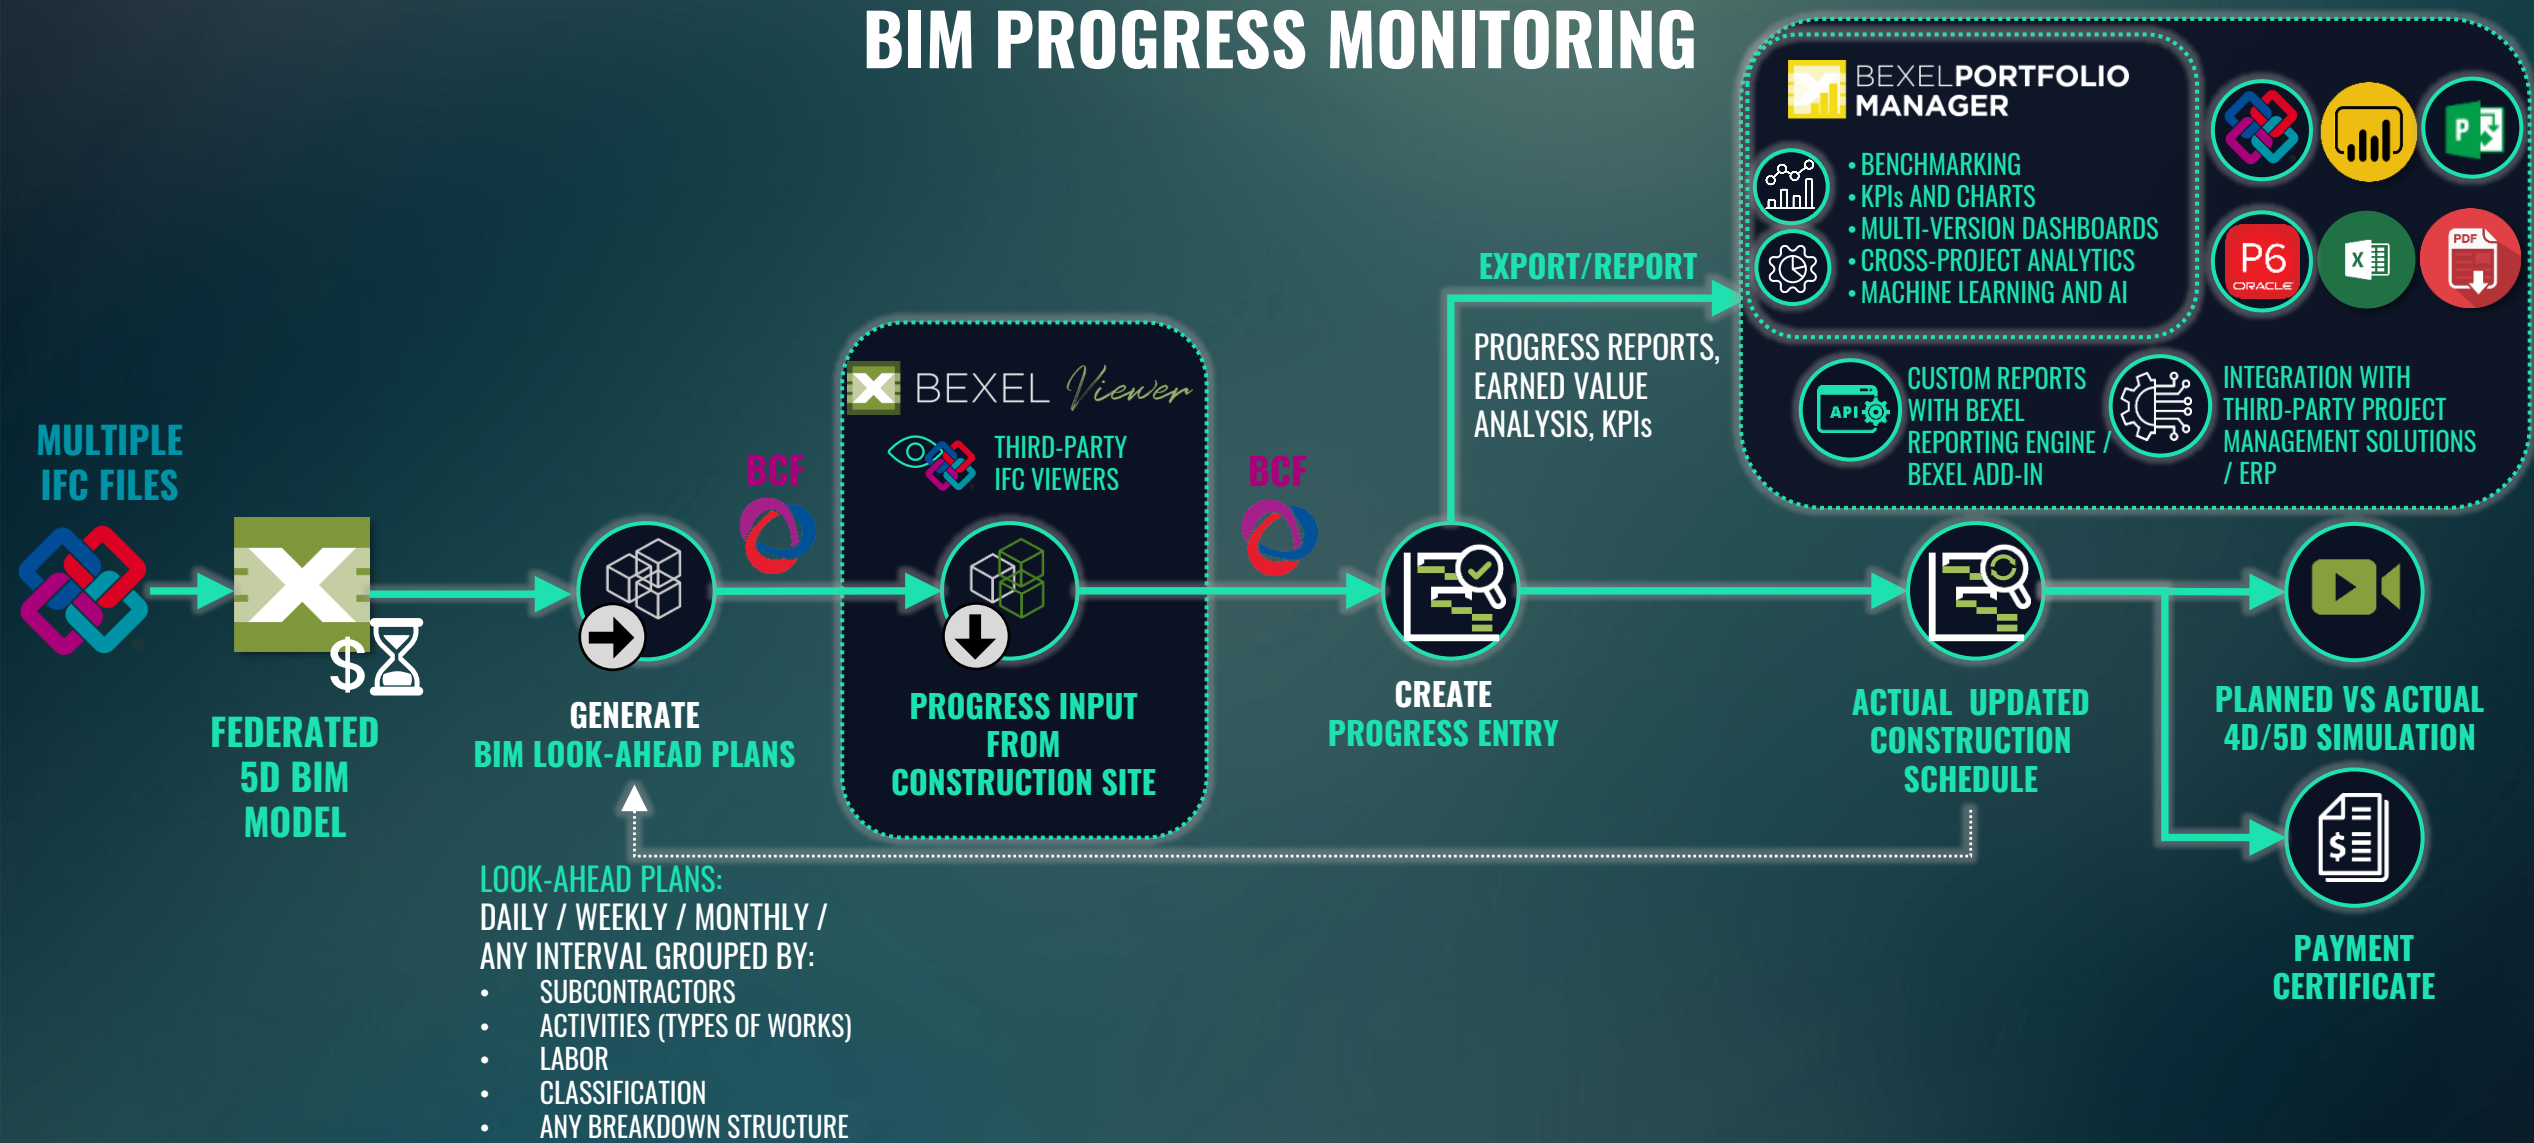 BIM PROGRESS MONITORING
BEXELPORTFOLIO
MANAGER
• BENCHMARKING
• KPIs AND CHARTS
• MULTI-VERSION DASHBOARDS
• CROSS-PROJECT ANALYTICS
• MACHINE LEARNING AND AI
P
P6
ORACLE
X
PDF
API
CUSTOM REPORTS
WITH BEXEL
REPORTING ENGINE /
BEXEL ADD-IN
INTEGRATION WITH
THIRD-PARTY PROJECT
MANAGEMENT SOLUTIONS
/ ERP
EXPORT/REPORT
PROGRESS REPORTS,
EARNED VALUE
ANALYSIS, KPIs
MULTIPLE
IFC FILES
®
X
$
FEDERATED
5D BIM
MODEL
GENERATE
BIM LOOK-AHEAD PLANS
BCF
X BEXEL Viewer
THIRD-PARTY
IFC VIEWERS
PROGRESS INPUT
FROM
CONSTRUCTION SITE
BCF
CREATE
PROGRESS ENTRY
ACTUAL UPDATED
CONSTRUCTION
SCHEDULE
PLANNED VS ACTUAL
4D/5D SIMULATION
$
PAYMENT
CERTIFICATE
LOOK-AHEAD PLANS:
DAILY / WEEKLY / MONTHLY /
ANY INTERVAL GROUPED BY:
• SUBCONTRACTORS
• ACTIVITIES (TYPES OF WORKS)
• LABOR
• CLASSIFICATION
• ANY BREAKDOWN STRUCTURE